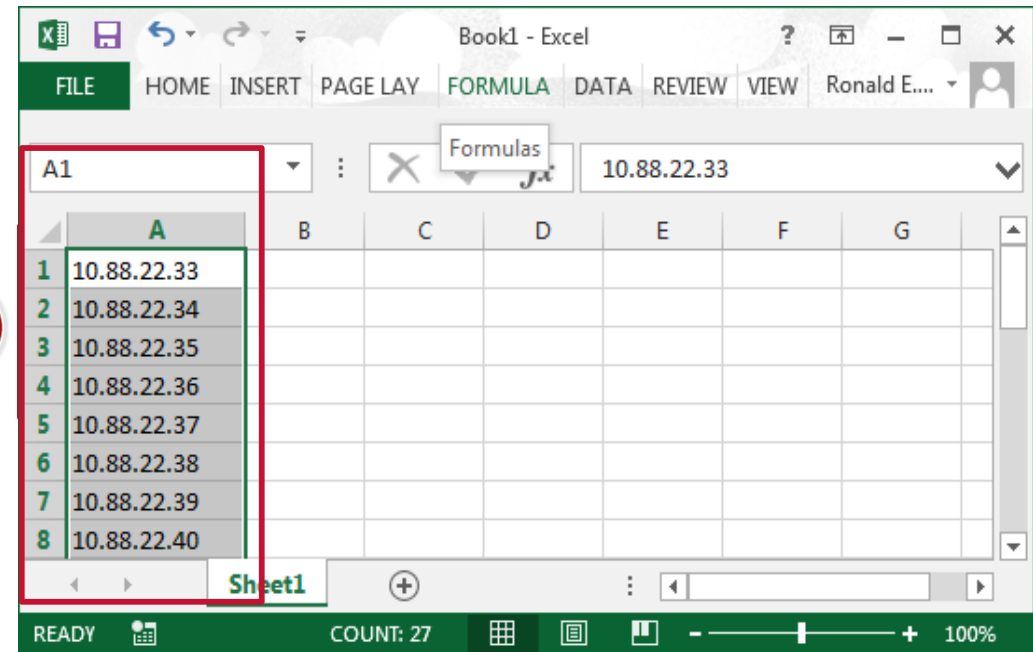 Book1 - Excel ?
FILE HOME INSERT PAGE LAY FORMULA DATA REVIEW VIEW Ronald E....
Formulas
A1 fx 10.88.22.33
A B C D E F G
1 10.88.22.33
2 10.88.22.34
3 10.88.22.35
4 10.88.22.36
5 10.88.22.37
6 10.88.22.38
7 10.88.22.39
8 10.88.22.40
Sheet1
READY COUNT: 27 100%